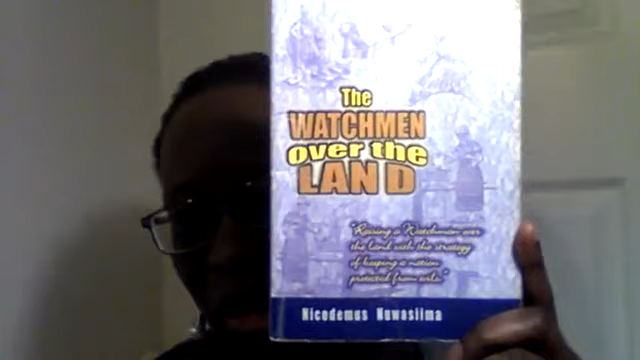 The
WATCHMEN
over the
LAND
"Raising a Watchman over
the land with the strategy
of keeping a nation
protected from evils."
Nicodemus Nuwasiima